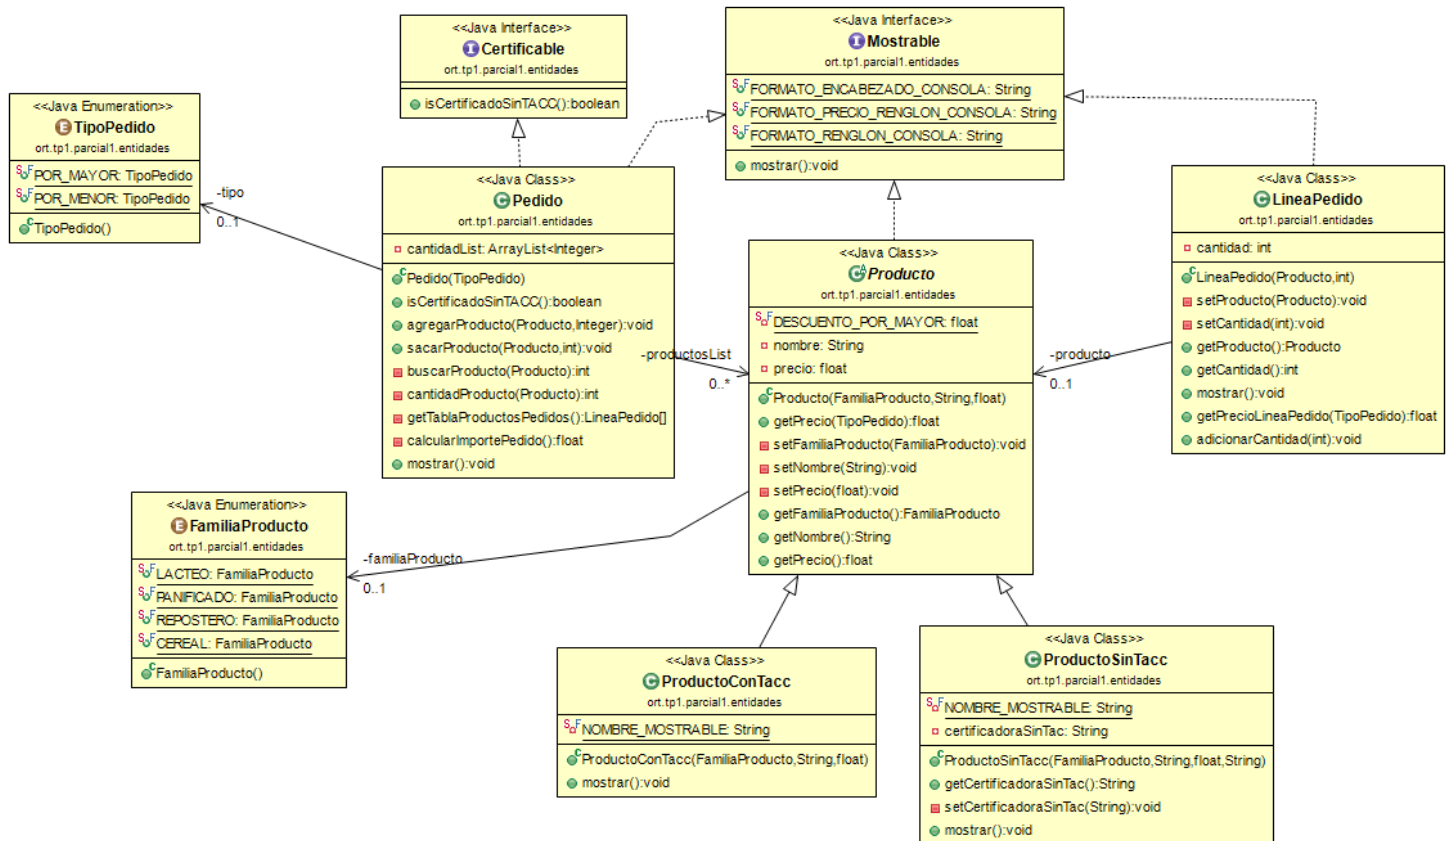 <<Java Interface>>
Certificable
ort.tp1.parcial1.entidades
isCertificadoSinTACC():boolean
<<Java Interface>>
Mostrable
ort.tp1.parcial1.entidades
FORMATO_ENCABEZADO_CONSOLA: String
FORMATO_PRECIO_RENGLON_CONSOLA: String
FORMATO_RENGLON_CONSOLA: String
mostrar():void
<<Java Enumeration>>
TipoPedido
ort.tp1.parcial1.entidades
POR_MAYOR: TipoPedido
POR_MENOR: TipoPedido
TipoPedido()
-tipo
0..1
<<Java Class>>
Pedido
ort.tp1.parcial1.entidades
cantidadList: ArrayList<Integer>
Pedido(TipoPedido)
isCertificadoSinTACC():boolean
agregarProducto(Producto,Integer):void
sacarProducto(Producto,int):void
buscarProducto(Producto):int
cantidadProducto(Producto):int
getTablaProductosPedidos():LineaPedido[]
calcularImportePedido():float
mostrar():void
-productosList
0..*
<<Java Class>>
Producto
ort.tp1.parcial1.entidades
DESCUENTO_POR_MAYOR: float
nombre: String
precio: float
Producto(FamiliaProducto,String,float)
getPrecio(TipoPedido):float
setFamiliaProducto(FamiliaProducto):void
setNombre(String):void
setPrecio(float):void
getFamiliaProducto():FamiliaProducto
getNombre():String
getPrecio():float
<<Java Class>>
LineaPedido
ort.tp1.parcial1.entidades
cantidad: int
LineaPedido(Producto,int)
setProducto(Producto):void
setCantidad(int):void
getProducto():Producto
getCantidad():int
mostrar():void
getPrecioLineaPedido(TipoPedido):float
adicionarCantidad(int):void
-producto
0..1
<<Java Enumeration>>
FamiliaProducto
ort.tp1.parcial1.entidades
LACTEO: FamiliaProducto
PANIFICADO: FamiliaProducto
REPOSTERO: FamiliaProducto
CEREAL: FamiliaProducto
FamiliaProducto()
-familiaProducto
0..1
<<Java Class>>
ProductoConTacc
ort.tp1.parcial1.entidades
NOMBRE_MOSTRABLE: String
ProductoConTacc(FamiliaProducto,String,float)
mostrar():void
<<Java Class>>
ProductoSinTacc
ort.tp1.parcial1.entidades
NOMBRE_MOSTRABLE: String
certificadoraSinTac: String
ProductoSinTacc(FamiliaProducto,String,float,String)
getCertificadoraSinTac():String
setCertificadoraSinTac(String):void
mostrar():void